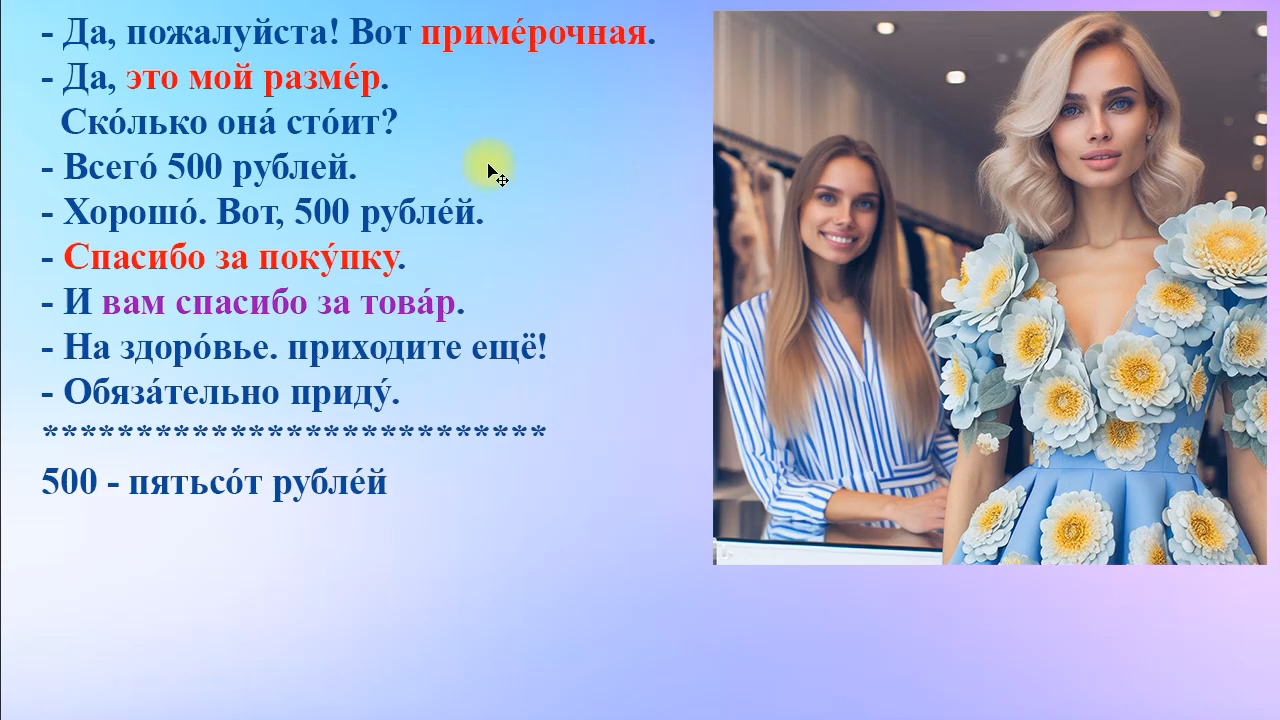 - Да, пожалуйста! Вот приме́рочная.
- Да, это мой разме́р.
Ско́лько она́ сто́ит?
- Всего́ 500 рублей.
- Хорошо́. Вот, 500 рубле́й.
- Спасибо за поку́пку.
- И вам спасибо за това́р.
- На здоро́вье. приходите ещё!
- Обяза́тельно приду́.
***************************
500 - пятьсо́т рубле́й